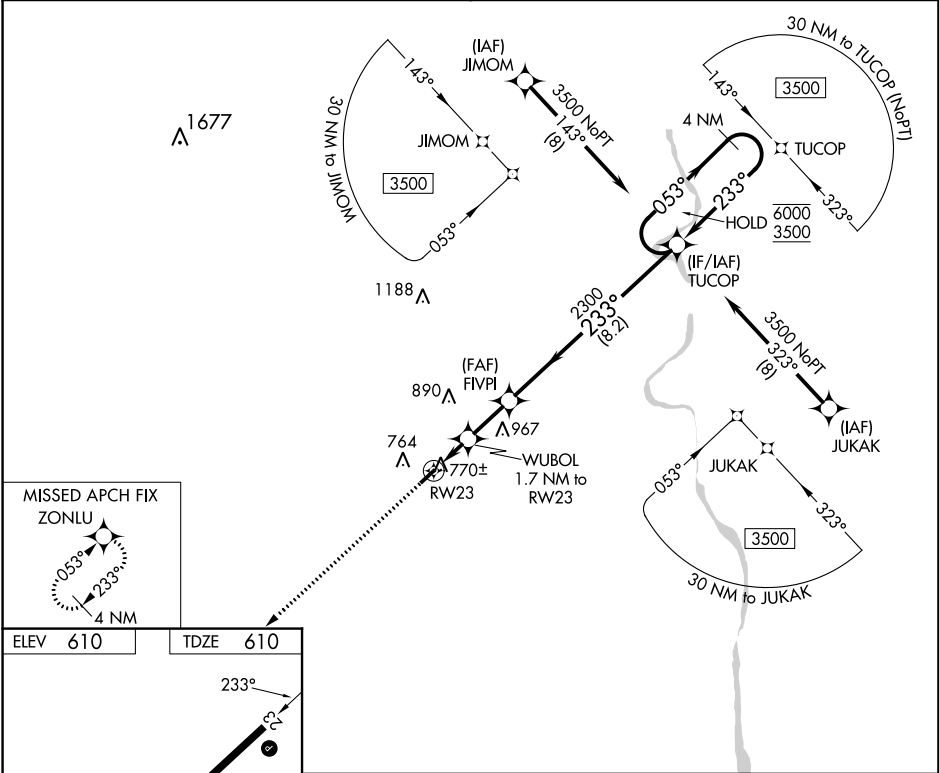 1677
30 NM to JIMOM
143°
JIMOM
3500
053°
(IAF)
JIMOM
3500 NoPT
143°
(8)
30 NM to TUCOP (NoPT)
143°
3500
TUCOP
323°
4 NM
053°
233°
HOLD
6000
3500
(IF/IAF)
TUCOP
1188
2300
233°
(8.2)
3500 NoPT
323°
(8)
(IAF)
JUKAK
(FAF)
FIVPI
890
967
764
770±
RW23
WUBOL
1.7 NM to
RW23
JUKAK
053°
323°
3500
30 NM to JUKAK
MISSED APCH FIX
ZONLU
053°
233°
4 NM
ELEV 610
TDZE 610
233°
23
P